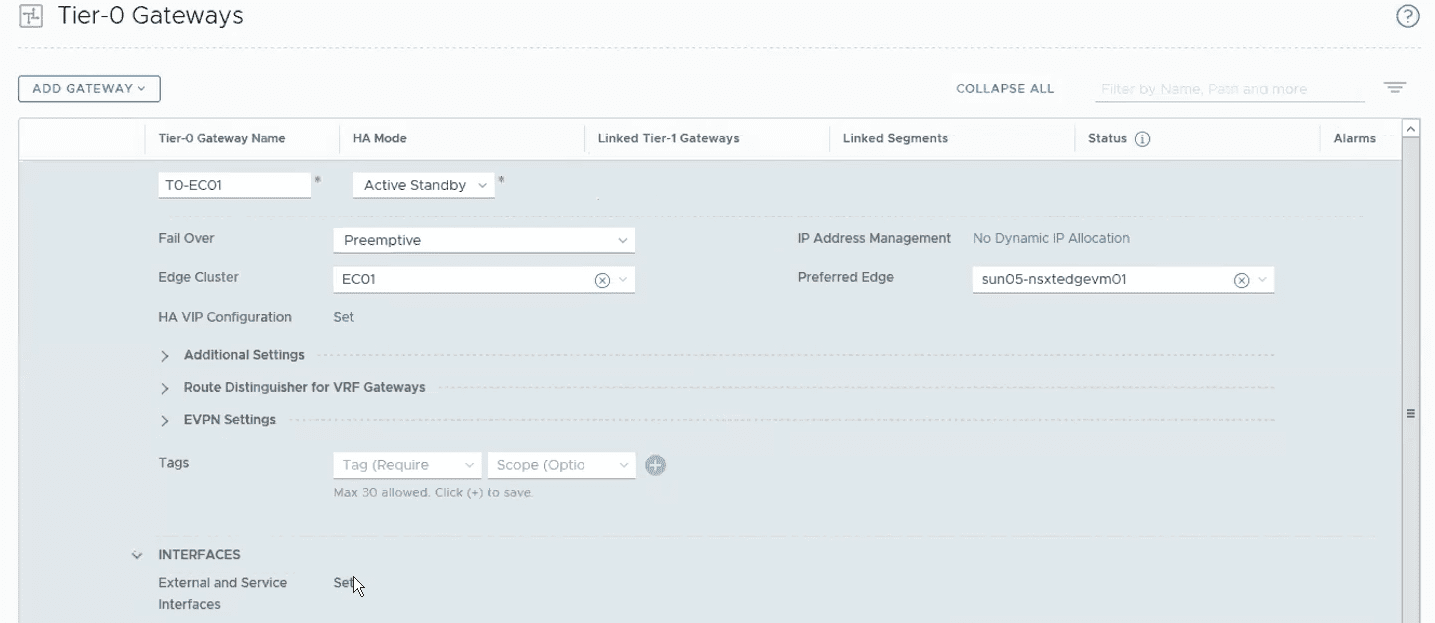 Tier-0 Gateways
ADD GATEWAY
COLLAPSE ALL
Filter by Name, Path and more
Tier-0 Gateway Name HA Mode Linked Tier-1 Gateways Linked Segments Status Alarms
T0-EC01 * Active Standby *
Fail Over Preemptive IP Address Management No Dynamic IP Allocation
Edge Cluster EC01 Preferred Edge sun05-nsxtedgevm01
HA VIP Configuration Set
Additional Settings
Route Distinguisher for VRF Gateways
EVPN Settings
Tags Tag (Require Scope (Optio
Max 30 allowed. Click (+) to save.
INTERFACES
External and Service Set
Interfaces